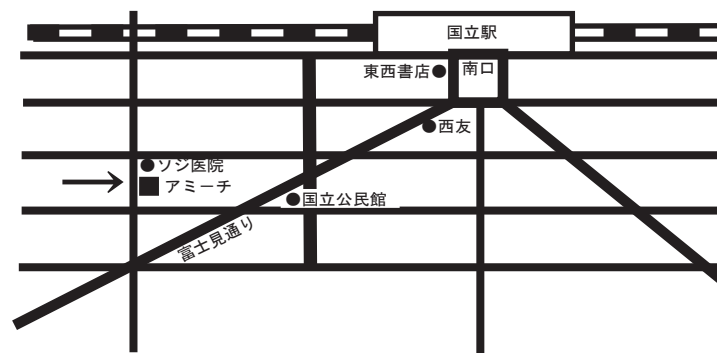 国立駅
東西書店
南口
西友
ソジ医院
アミーチ
国立公民館
富士見通り